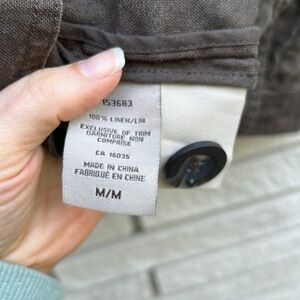 153683
100% LINEN/LIN
EXCLUSIVE OF TRIM
GARNITURE NON
COMPRISE
CA 16035
MADE IN CHINA
FABRIQUÉ EN CHINE
M/M